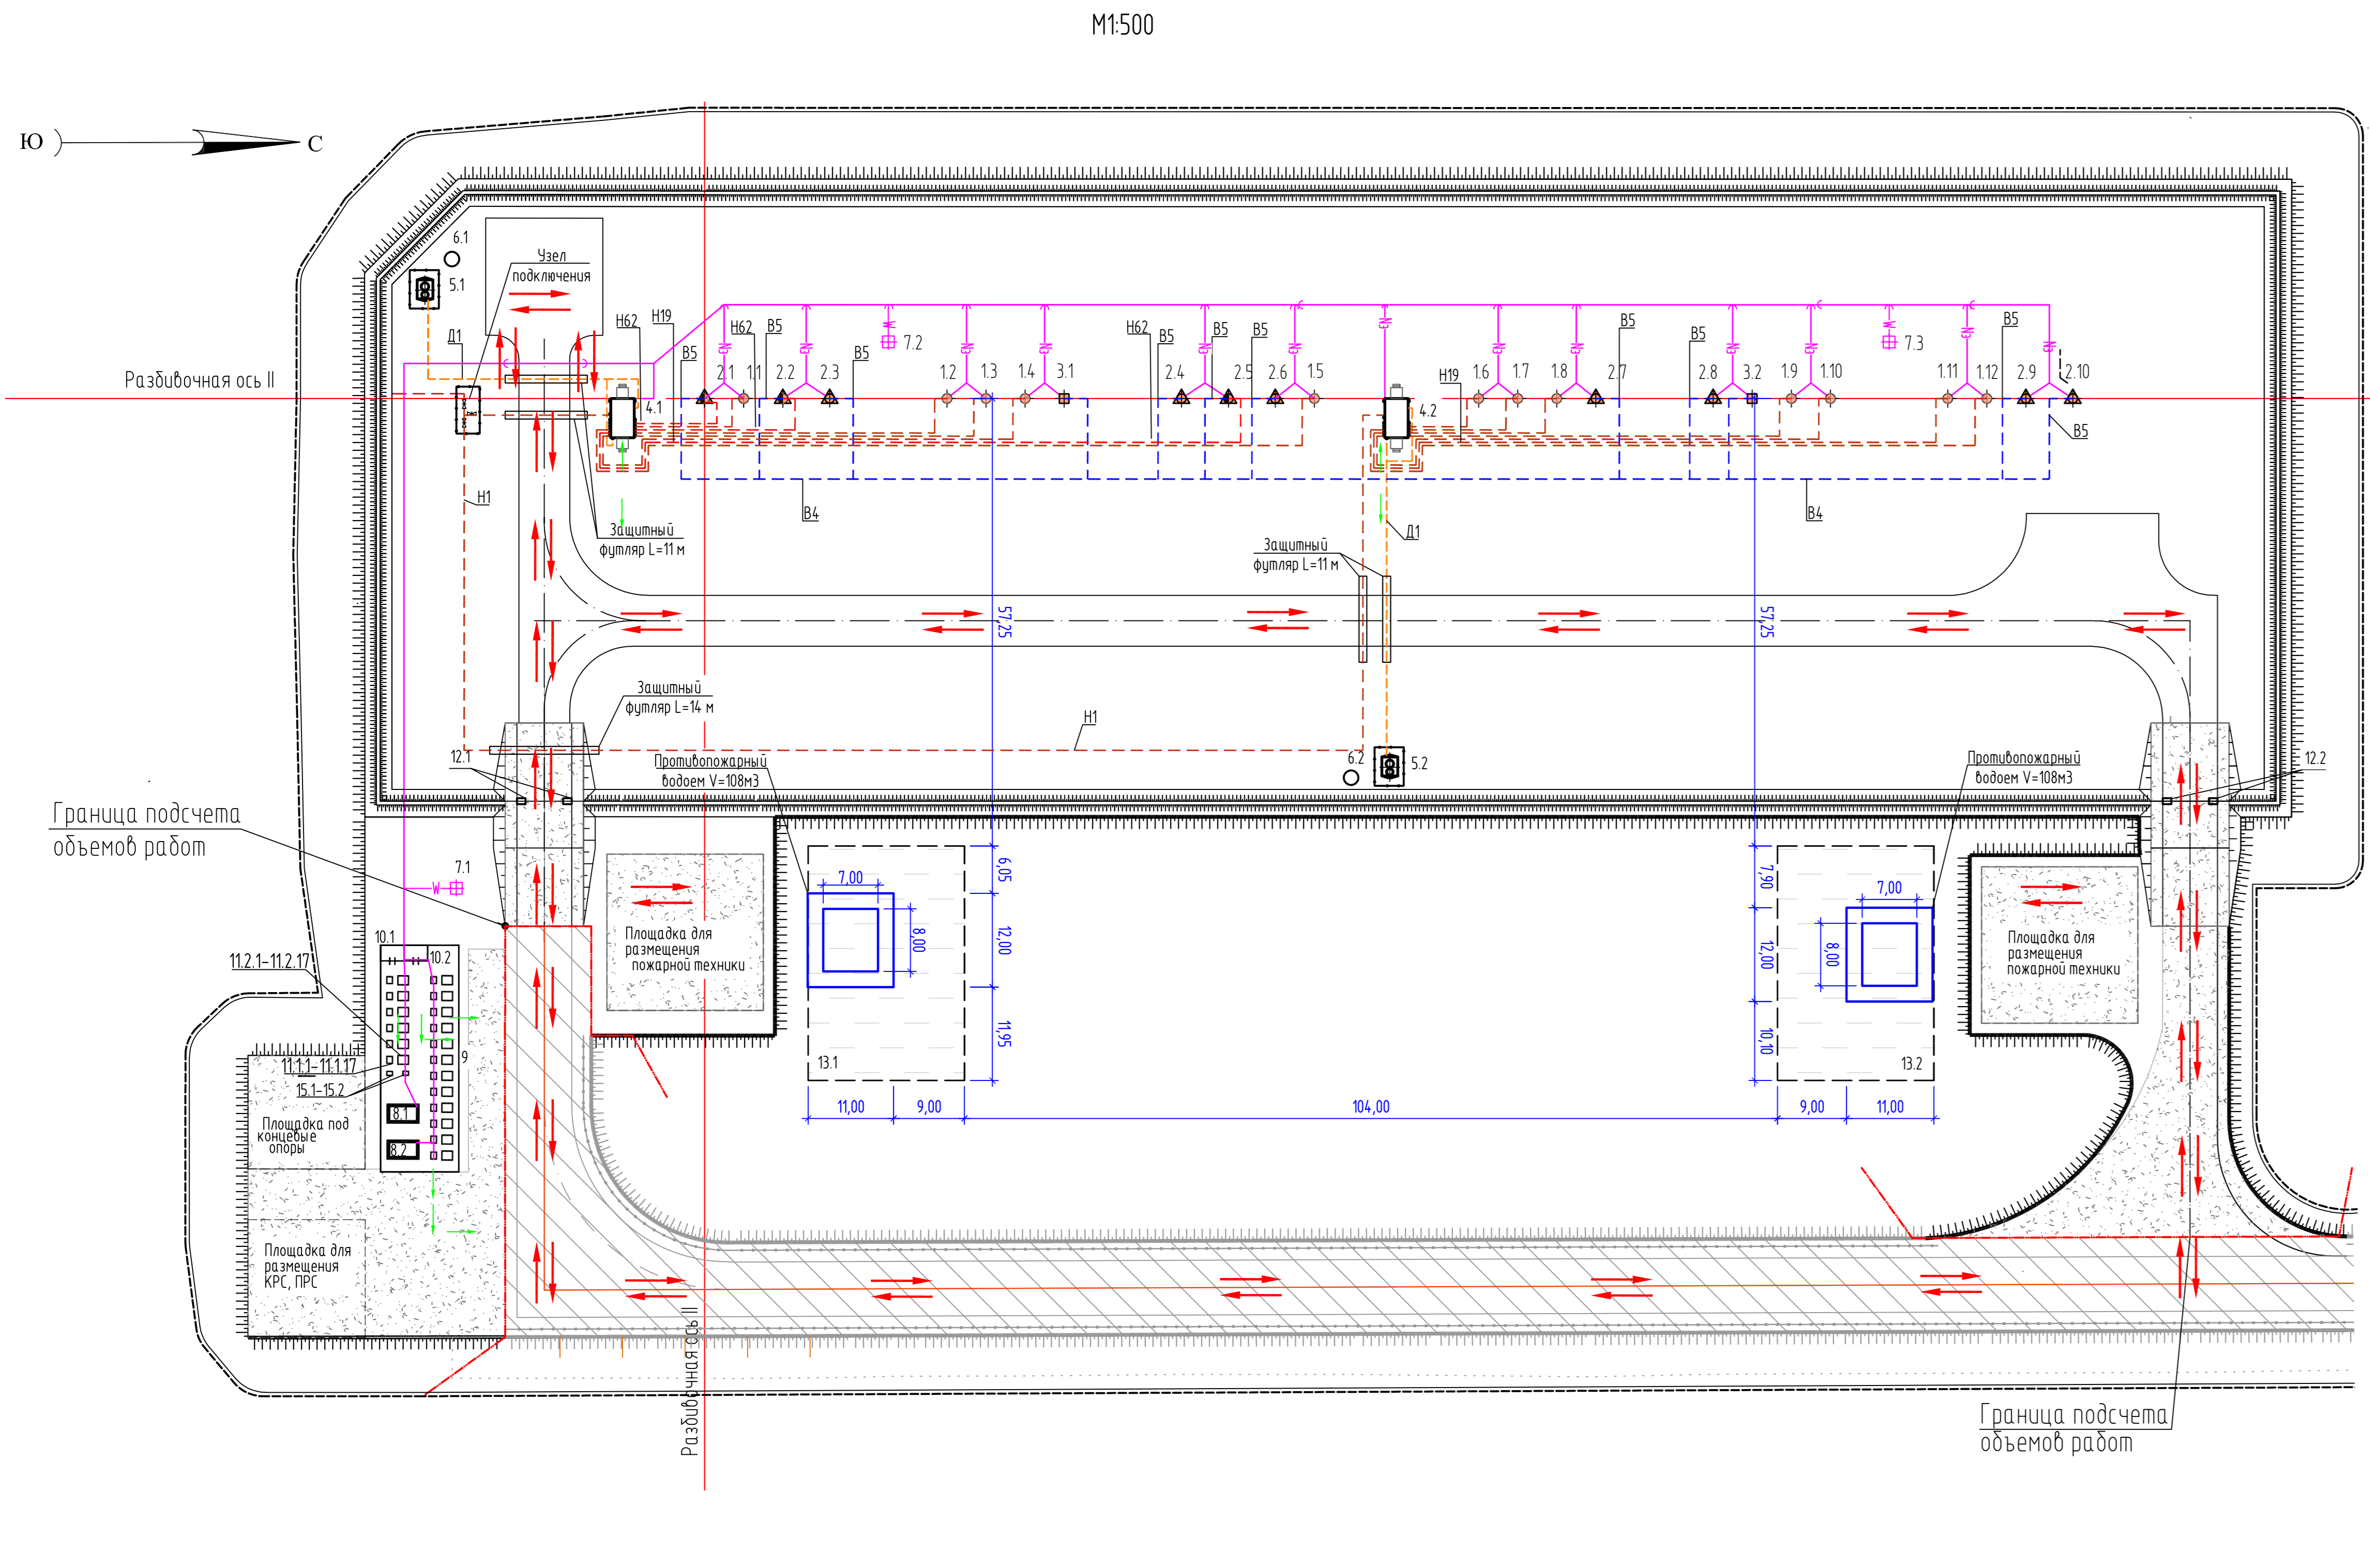 М1:500
Ю
С
6.1
5.1
Узел
подключения
Д1
Разбивочная ось II
Н62
Н19
В5
2.1
1.1
Н62
В5
2.2
2.3
В5
W
7.2
1.2
1.3
1.4
3.1
Н62
В5
В5
В5
2.4
2.5
2.6
1.5
4.1
4.2
Н19
1.6
1.7
1.8
2.7
В5
В5
2.8
3.2
1.9
1.10
W
7.3
1.11
1.12
В5
2.9
2.10
В5
Н1
В4
В4
Защитный
футляр L=11 м
Защитный
футляр L=11 м
Д1
57,25
57,25
Защитный
футляр L=14 м
Н1
12.1
Противопожарный
водоем V=108м3
6.2
5.2
Противопожарный
водоем V=108м3
12.2
Граница подсчета
объемов работ
7.1
W
7,00
8,00
6,05
12,00
11,95
7,90
12,00
10,10
7,00
8,00
Площадка для
размещения
пожарной техники
Площадка для
размещения
пожарной техники
10.1
10.2
11.2.1-11.2.17
9
11.1.1-11.1.17
15.1-15.2
8.1
8.2
13.1
13.2
11,00
9,00
104,00
9,00
11,00
Площадка под
концевые
опоры
Площадка для
размещения
КРС, ПРС
Разбивочная ось II
Граница подсчета
объемов работ